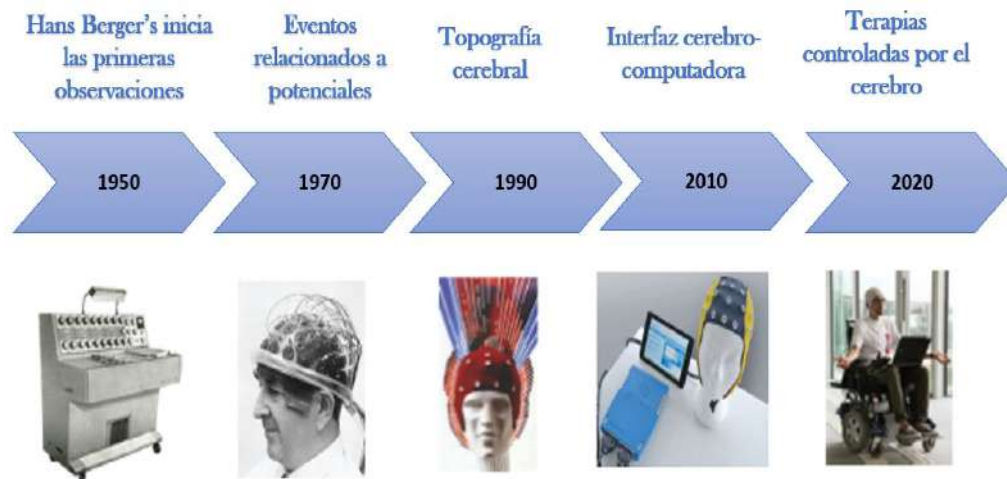 Hans Berger's inicia
las primeras
observaciones
Eventos
relacionados a
potenciales
Topografía
cerebral
Interfaz cerebro-
computadora
Terapias
controladas por el
cerebro
1950
1970
1990
2010
2020